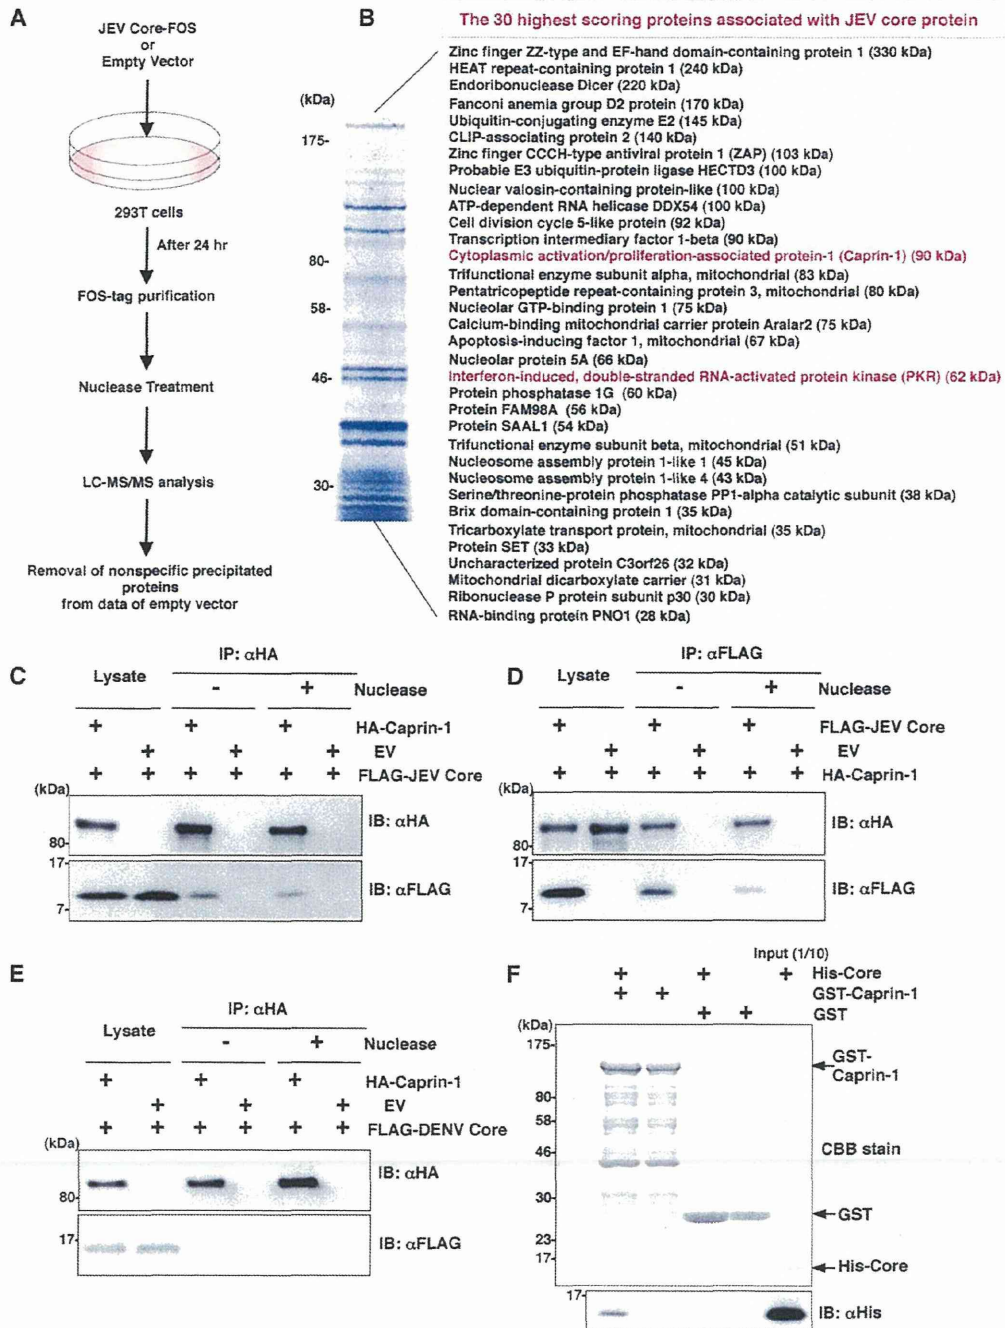 A
JEV Core-FOS
or
Empty Vector
293T cells
After 24 hr
FOS-tag purification
Nuclease Treatment
LC-MS/MS analysis
Removal of nonspecific precipitated
proteins
from data of empty vector
B
The 30 highest scoring proteins associated with JEV core protein
(kDa)
175-
80-
58-
46-
30-
Zinc finger ZZ-type and EF-hand domain-containing protein 1 (330 kDa)
HEAT repeat-containing protein 1 (240 kDa)
Endoribonuclease Dicer (220 kDa)
Fanconi anemia group D2 protein (170 kDa)
Ubiquitin-conjugating enzyme E2 (145 kDa)
CLIP-associating protein 2 (140 kDa)
Zinc finger CCCH-type antiviral protein 1 (ZAP) (103 kDa)
Probable E3 ubiquitin-protein ligase HECTD3 (100 kDa)
Nuclear valosin-containing protein-like (100 kDa)
ATP-dependent RNA helicase DDX54 (100 kDa)
Cell division cycle 5-like protein (92 kDa)
Transcription intermediary factor 1-beta (90 kDa)
Cytoplasmic activation/proliferation-associated protein-1 (Caprin-1) (90 kDa)
Trifunctional enzyme subunit alpha, mitochondrial (83 kDa)
Pentatricopeptide repeat-containing protein 3, mitochondrial (80 kDa)
Nucleolar GTP-binding protein 1 (75 kDa)
Calcium-binding mitochondrial carrier protein Aralar2 (75 kDa)
Apoptosis-inducing factor 1, mitochondrial (67 kDa)
Nucleolar protein 5A (66 kDa)
Interferon-induced, double-stranded RNA-activated protein kinase (PKR) (62 kDa)
Protein phosphatase 1G (60 kDa)
Protein FAM98A (56 kDa)
Protein SAAL1 (54 kDa)
Trifunctional enzyme subunit beta, mitochondrial (51 kDa)
Nucleosome assembly protein 1-like 1 (45 kDa)
Nucleosome assembly protein 1-like 4 (43 kDa)
Serine/threonine-protein phosphatase PP1-alpha catalytic subunit (38 kDa)
Brix domain-containing protein 1 (35 kDa)
Tricarboxylate transport protein, mitochondrial (35 kDa)
Protein SET (33 kDa)
Uncharacterized protein C3orf26 (32 kDa)
Mitochondrial dicarboxylate carrier (31 kDa)
Ribonuclease P protein subunit p30 (30 kDa)
RNA-binding protein PNO1 (28 kDa)
C
IP: αHA
Lysate
- + Nuclease
+ + + HA-Caprin-1
+ + + EV
+ + + + + + FLAG-JEV Core
(kDa)
80-
IB: αHA
17-
7-
IB: αFLAG
D
IP: αFLAG
Lysate
- + Nuclease
+ + + FLAG-JEV Core
+ + + EV
+ + + + + + HA-Caprin-1
(kDa)
80-
IB: αHA
17-
7-
IB: αFLAG
E
IP: αHA
Lysate
- + Nuclease
+ + + HA-Caprin-1
+ + + EV
+ + + + + + FLAG-DENV Core
(kDa)
80-
IB: αHA
17-
IB: αFLAG
F
Input (1/10)
+ + + His-Core
+ + GST-Caprin-1
+ + GST
(kDa)
175-
80-
58-
46-
30-
23-
17-
GST-
Caprin-1
CBB stain
GST
His-Core
17-
IB: αHis